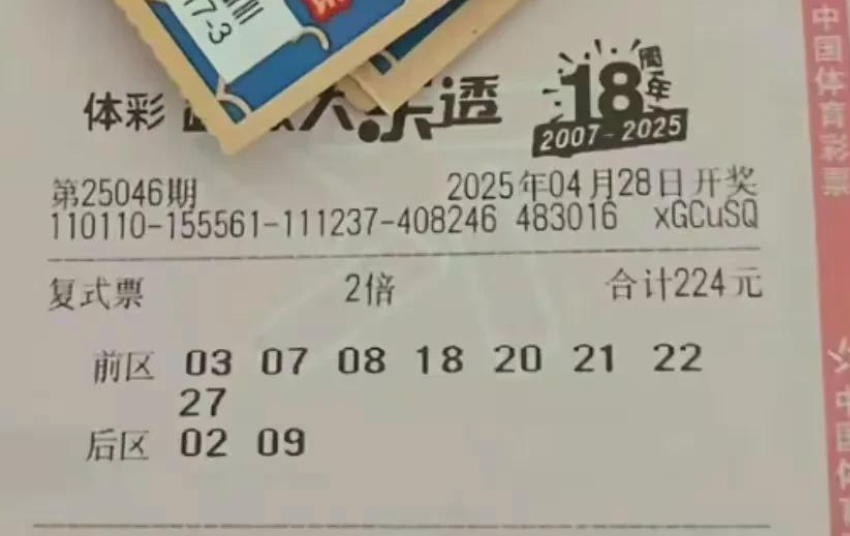 17-3
体彩 大乐透
18周年
2007-2025
第25046期 2025年04月28日开奖
110110-155561-111237-408246 483016 xGCuSQ
复式票 2倍 合计224元
前区 03 07 08 18 20 21 22
27
后区 02 09
中国体育彩票
中国体